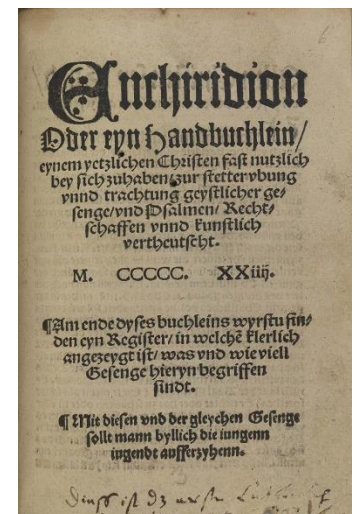 Enchiridion
Oder eyn Handbuchlein/
eynem yetzlichen Christen fast nutzlich
bey sich zuhaben/ zur stetter vbung
vnnd trachtung geystlicher ge⸗
senge/ vnd Psalmen/ Recht⸗
schaffen vnnd kunstlich
vertheutscht.
M. CCCCC. XXiiij.
¶ Am ende dyses buchleins wyrstu fin⸗
den eyn Register/ in welchē klerlich
angezeygt ist/ was vnd wie viell
Gesenge hieryn begriffen
sindt.
¶ Mit diesen vnd der gleychen Gesenge
sollt mann byllich die iungenn
iugendt aufferzyhenn.